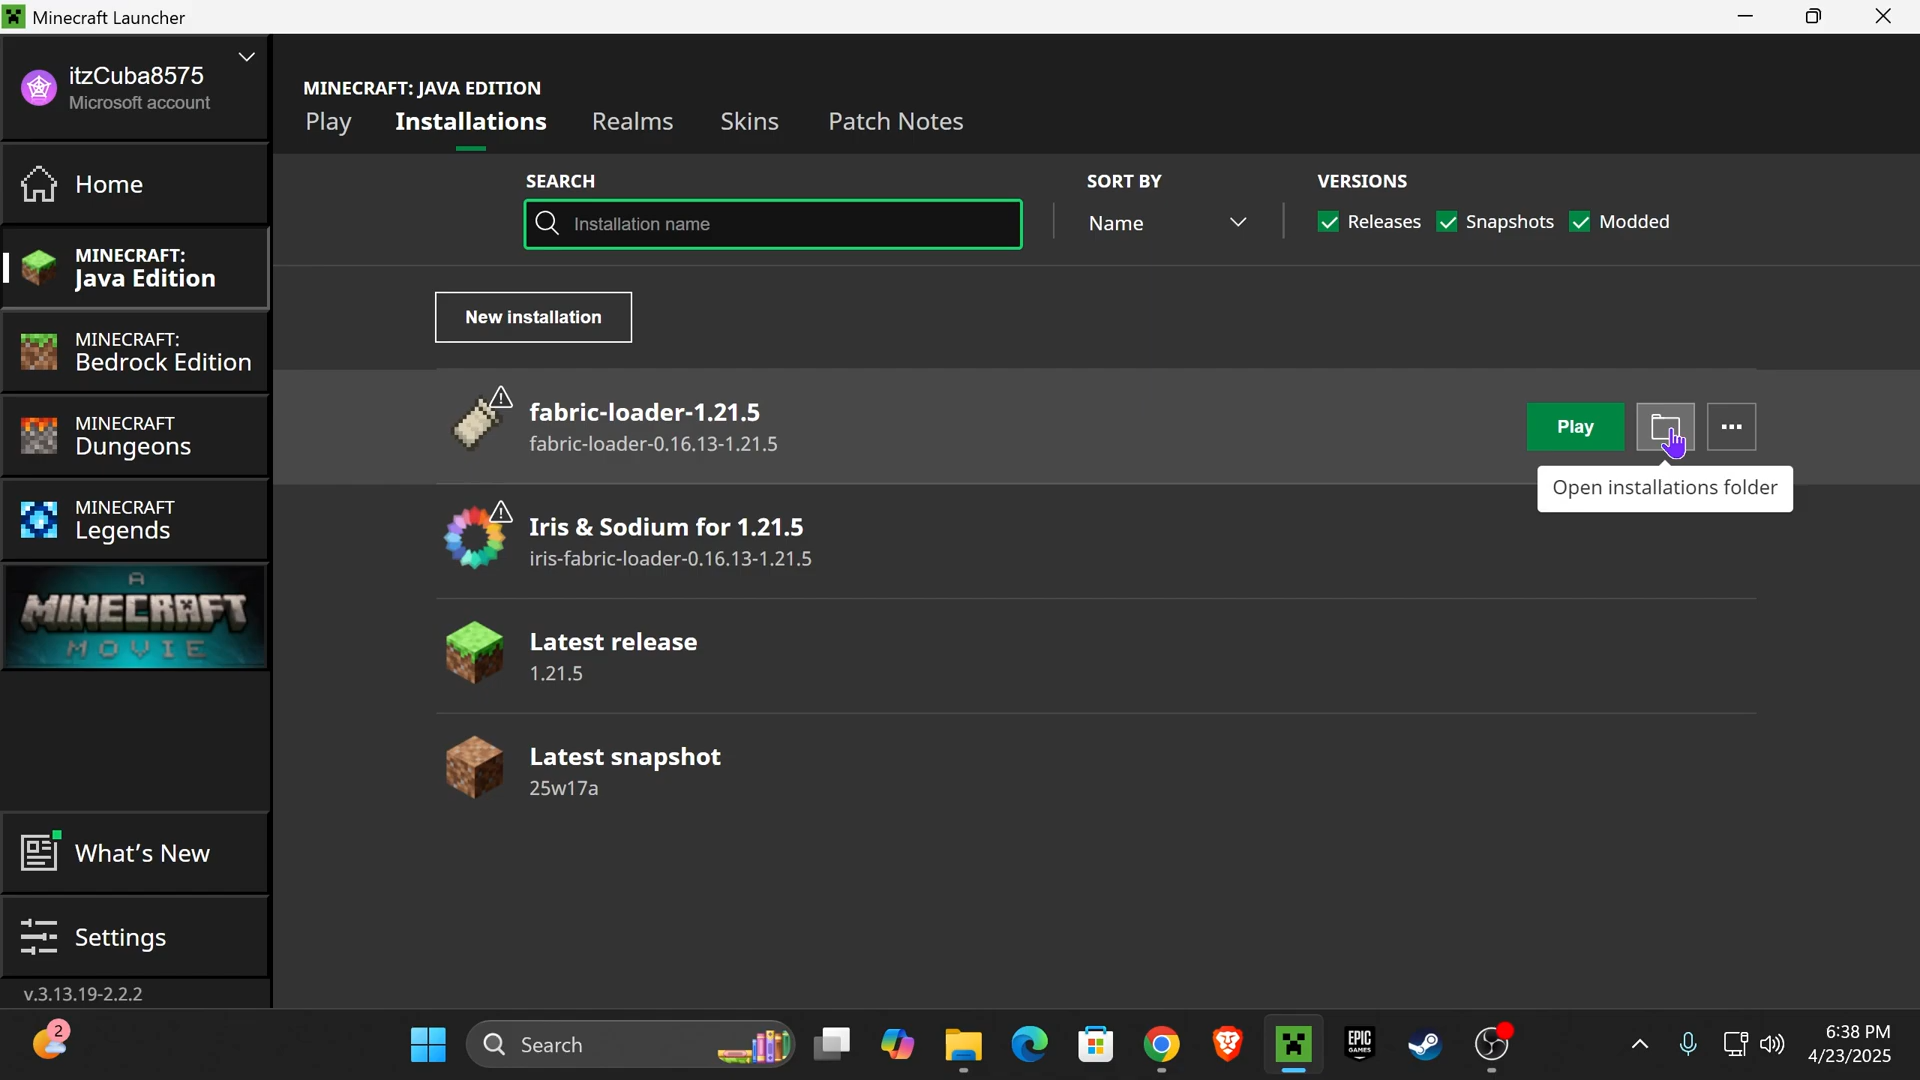 Minecraft Launcher
itzCuba8575
Microsoft account
Home
MINECRAFT:
Java Edition
MINECRAFT:
Bedrock Edition
MINECRAFT
Dungeons
MINECRAFT
Legends
A
MINECRAFT
MOVIE
What's New
Settings
v.3.13.19-2.2.2
MINECRAFT: JAVA EDITION
Play Installations Realms Skins Patch Notes
SEARCH
Installation name
SORT BY
Name
VERSIONS
Releases Snapshots Modded
New installation
fabric-loader-1.21.5
fabric-loader-0.16.13-1.21.5
Play
Open installations folder
Iris & Sodium for 1.21.5
iris-fabric-loader-0.16.13-1.21.5
Latest release
1.21.5
Latest snapshot
25w17a
2
Search
EPIC
GAMES
6:38 PM
4/23/2025